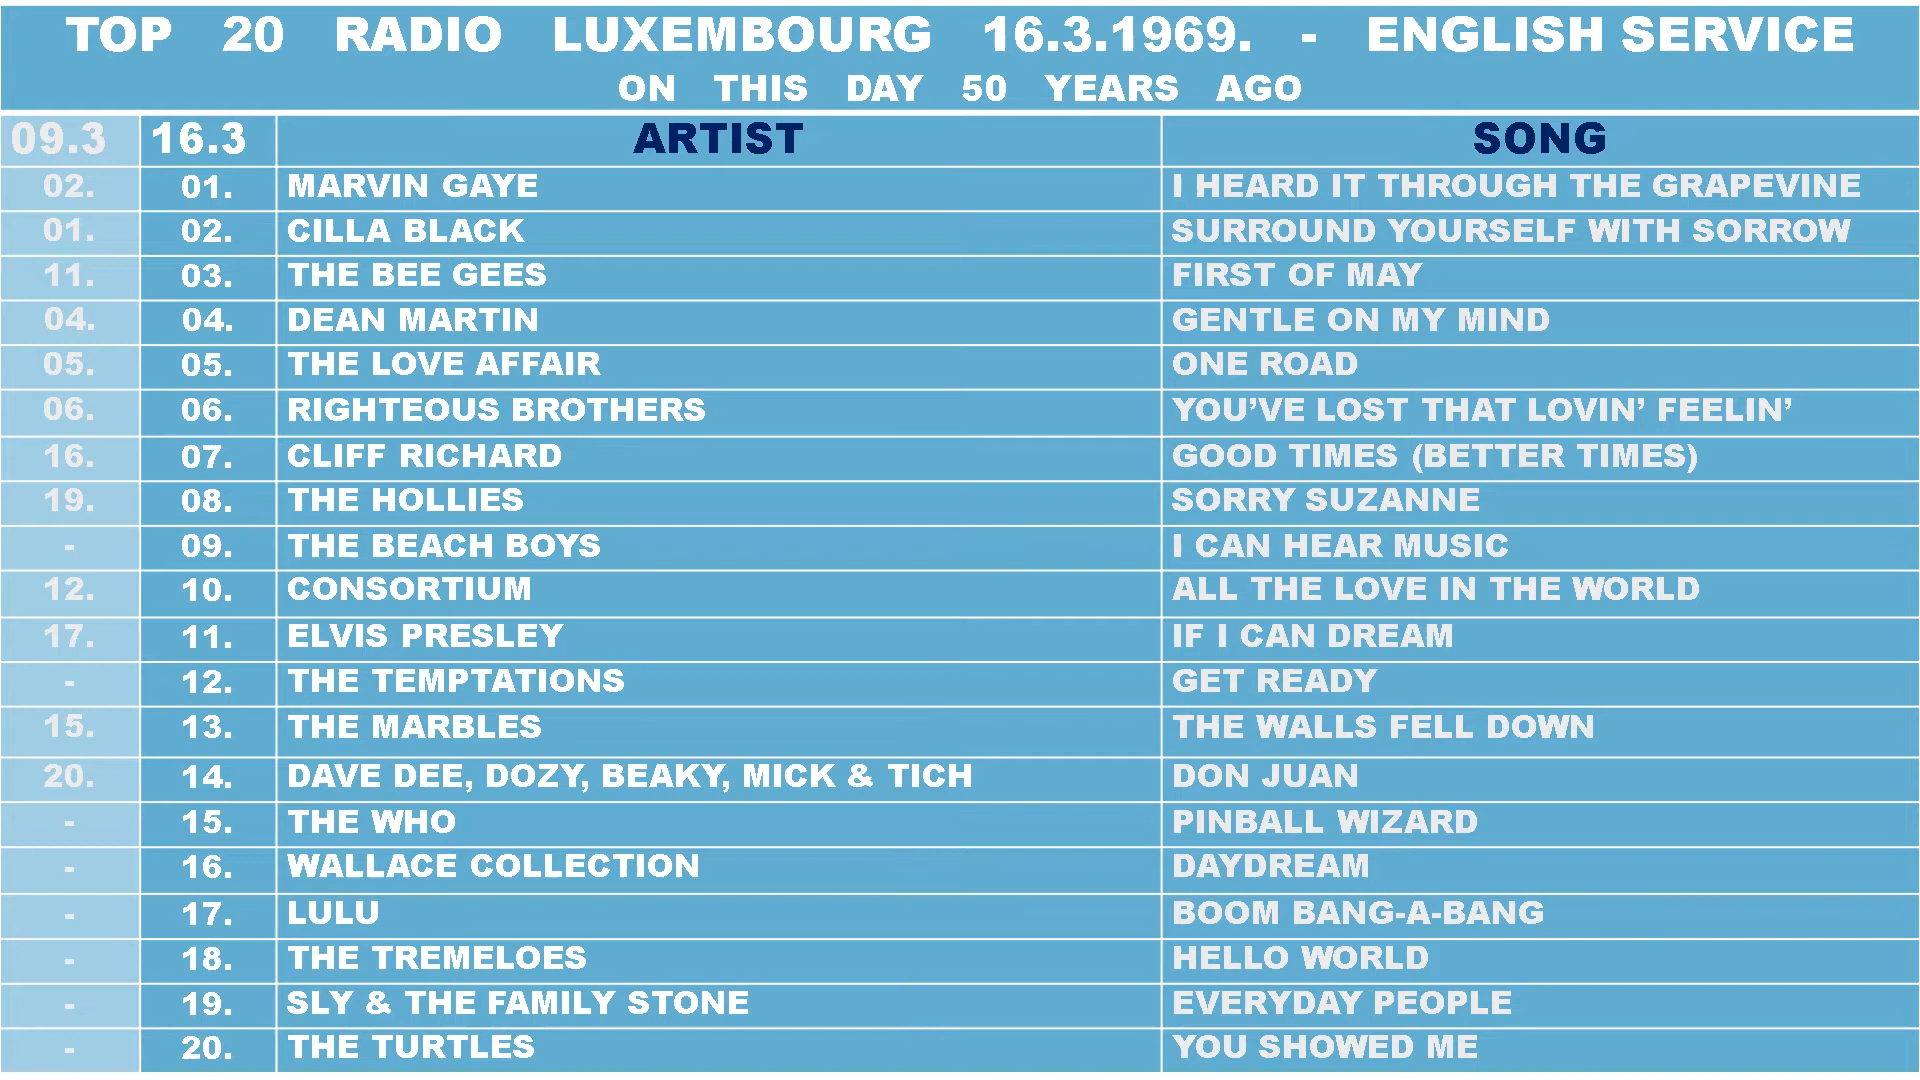 TOP 20 RADIO LUXEMBOURG 16.3.1969. - ENGLISH SERVICE
ON THIS DAY 50 YEARS AGO
09.3 16.3 ARTIST SONG
02. 01. MARVIN GAYE I HEARD IT THROUGH THE GRAPEVINE
01. 02. CILLA BLACK SURROUND YOURSELF WITH SORROW
11. 03. THE BEE GEES FIRST OF MAY
04. 04. DEAN MARTIN GENTLE ON MY MIND
05. 05. THE LOVE AFFAIR ONE ROAD
06. 06. RIGHTEOUS BROTHERS YOU’VE LOST THAT LOVIN’ FEELIN’
16. 07. CLIFF RICHARD GOOD TIMES (BETTER TIMES)
19. 08. THE HOLLIES SORRY SUZANNE
- 09. THE BEACH BOYS I CAN HEAR MUSIC
12. 10. CONSORTIUM ALL THE LOVE IN THE WORLD
17. 11. ELVIS PRESLEY IF I CAN DREAM
- 12. THE TEMPTATIONS GET READY
15. 13. THE MARBLES THE WALLS FELL DOWN
20. 14. DAVE DEE, DOZY, BEAKY, MICK & TICH DON JUAN
- 15. THE WHO PINBALL WIZARD
- 16. WALLACE COLLECTION DAYDREAM
- 17. LULU BOOM BANG-A-BANG
- 18. THE TREMELOES HELLO WORLD
- 19. SLY & THE FAMILY STONE EVERYDAY PEOPLE
- 20. THE TURTLES YOU SHOWED ME